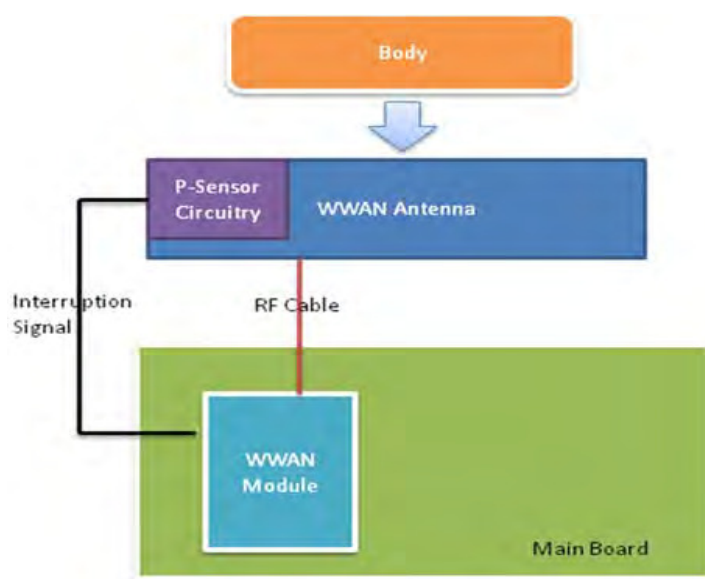 Body
P-Sensor
Circuitry
WWAN Antenna
Interruption
Signal
RF Cable
WWAN
Module
Main Board